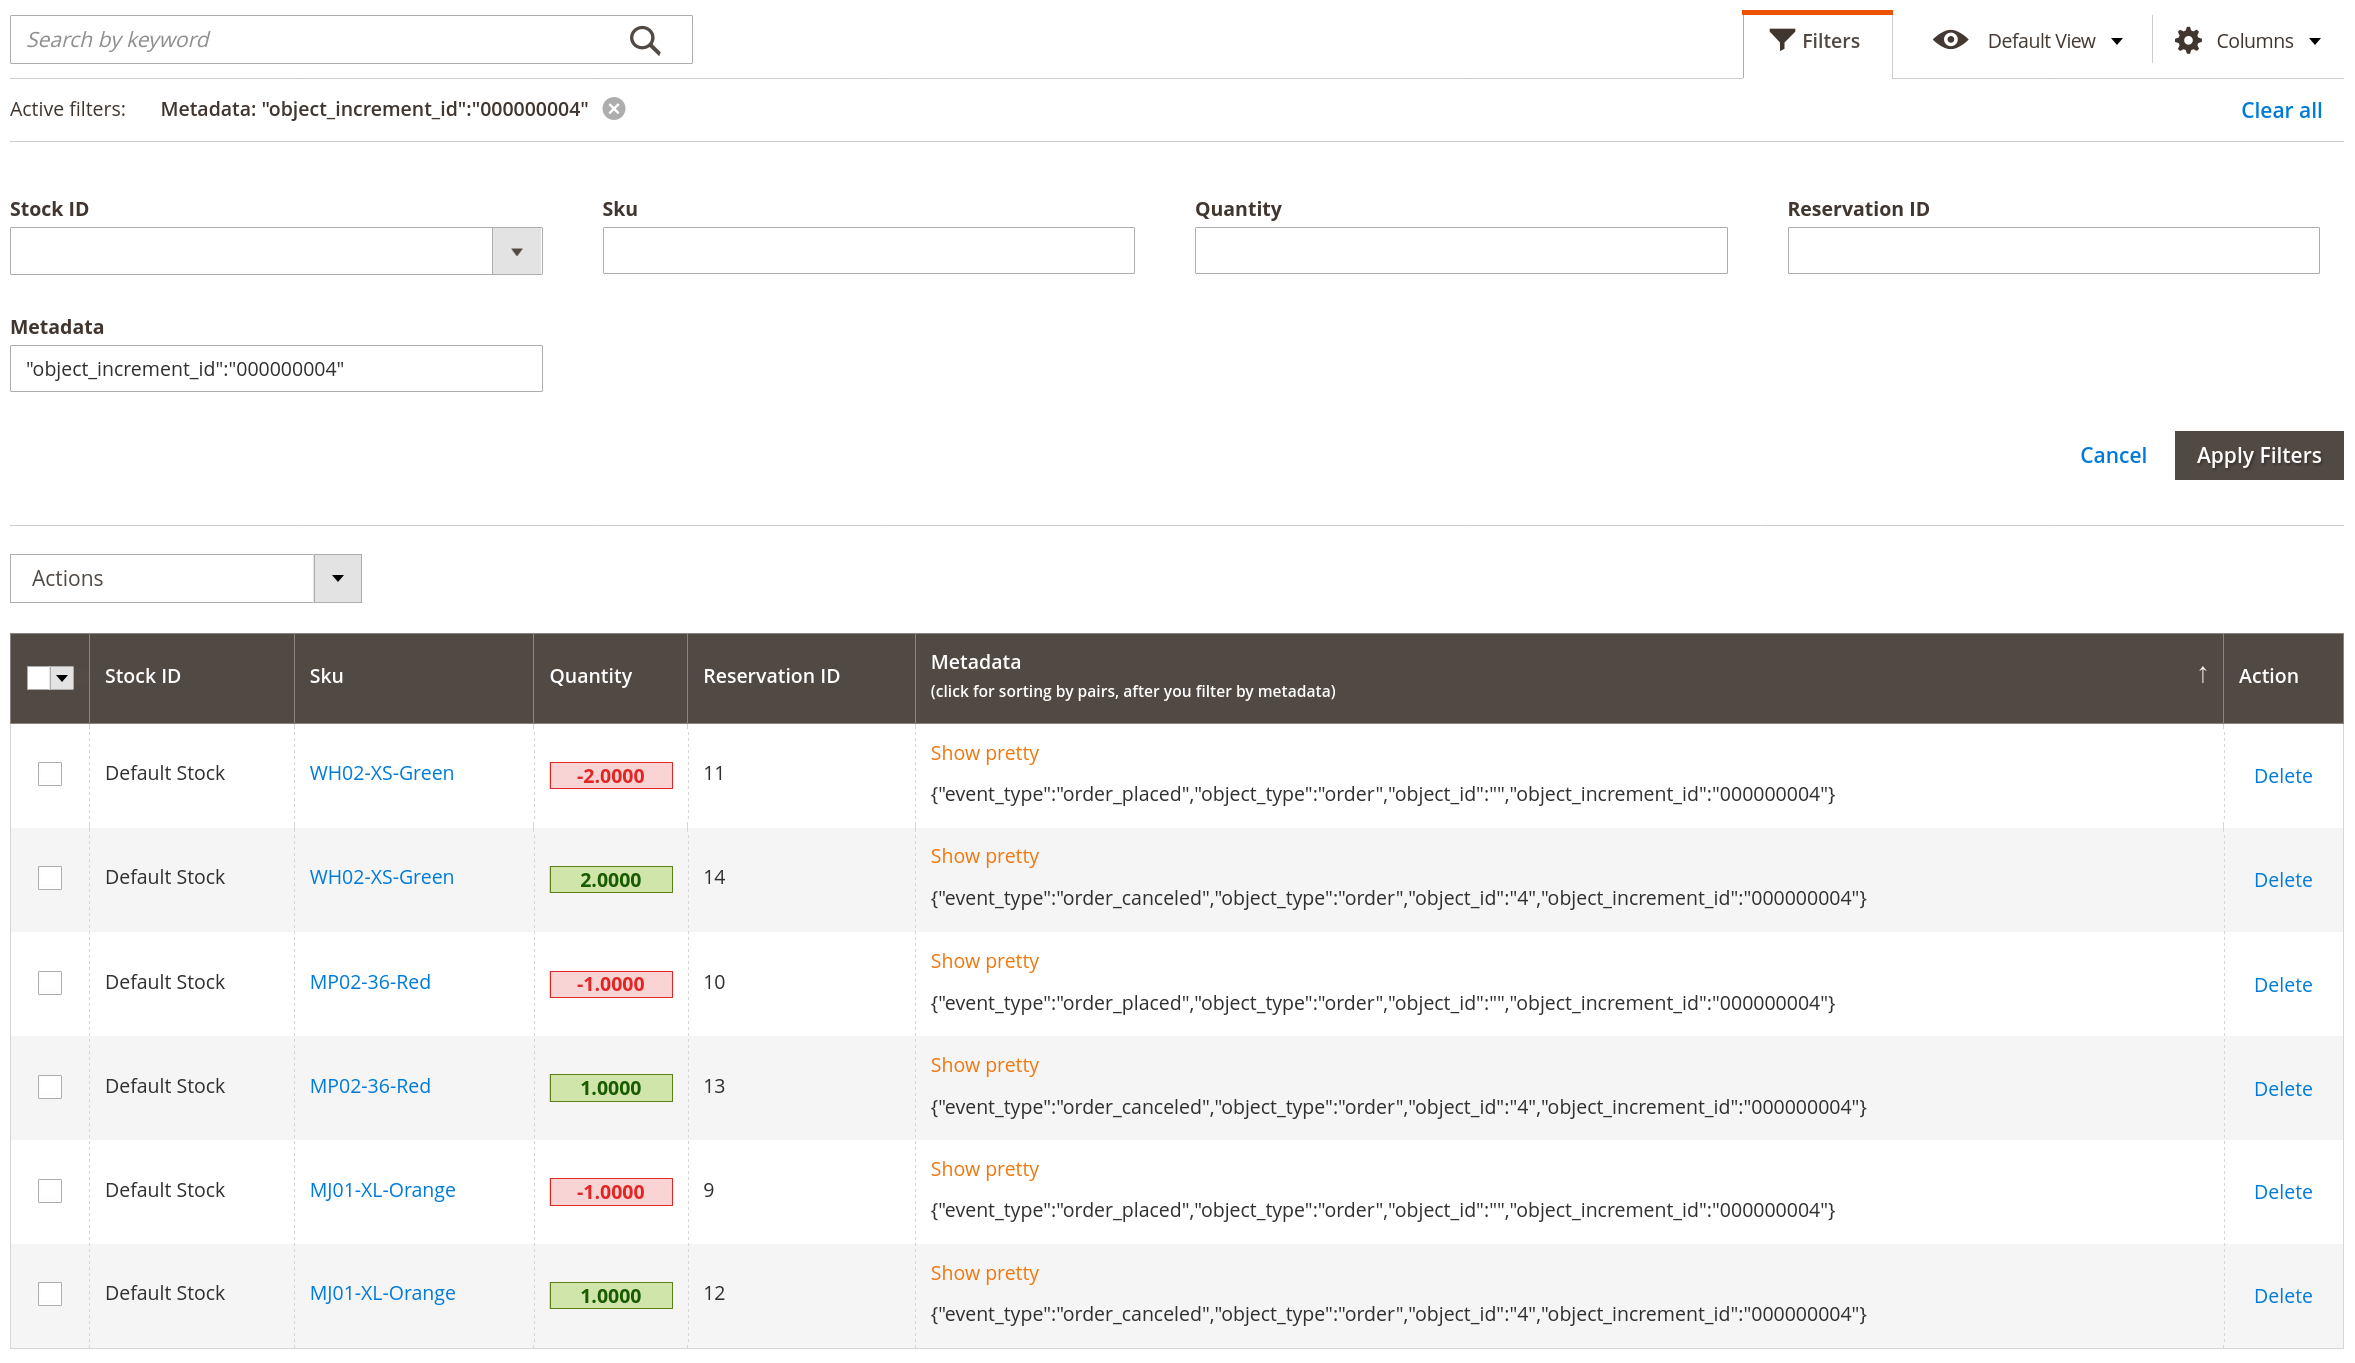 Search by keyword
Filters
Default View
Columns
Active filters: Metadata: "object_increment_id":"000000004"
Clear all
Stock ID
Sku
Quantity
Reservation ID
Metadata
"object_increment_id":"000000004"
Cancel
Apply Filters
Actions
Stock ID
Sku
Quantity
Reservation ID
Metadata
(click for sorting by pairs, after you filter by metadata)
↑
Action
Default Stock
WH02-XS-Green
-2.0000
11
Show pretty
{"event_type":"order_placed","object_type":"order","object_id":"","object_increment_id":"000000004"}
Delete
Default Stock
WH02-XS-Green
2.0000
14
Show pretty
{"event_type":"order_canceled","object_type":"order","object_id":"4","object_increment_id":"000000004"}
Delete
Default Stock
MP02-36-Red
-1.0000
10
Show pretty
{"event_type":"order_placed","object_type":"order","object_id":"","object_increment_id":"000000004"}
Delete
Default Stock
MP02-36-Red
1.0000
13
Show pretty
{"event_type":"order_canceled","object_type":"order","object_id":"4","object_increment_id":"000000004"}
Delete
Default Stock
MJ01-XL-Orange
-1.0000
9
Show pretty
{"event_type":"order_placed","object_type":"order","object_id":"","object_increment_id":"000000004"}
Delete
Default Stock
MJ01-XL-Orange
1.0000
12
Show pretty
{"event_type":"order_canceled","object_type":"order","object_id":"4","object_increment_id":"000000004"}
Delete